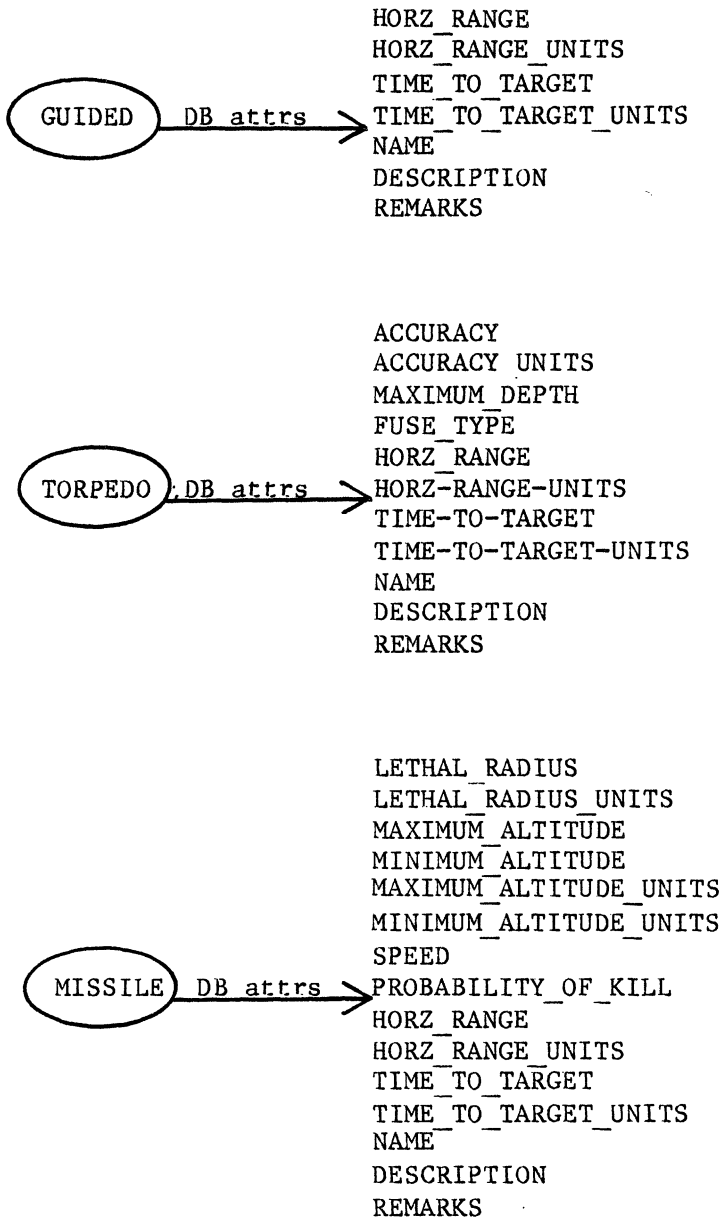 HORZ_RANGE
HORZ_RANGE_UNITS
TIME_TO_TARGET
GUIDED DB attrs TIME_TO_TARGET_UNITS
NAME
DESCRIPTION
REMARKS
ACCURACY
ACCURACY UNITS
MAXIMUM_DEPTH
FUSE_TYPE
HORZ_RANGE
TORPEDO DB attrs HORZ-RANGE-UNITS
TIME-TO-TARGET
TIME-TO-TARGET-UNITS
NAME
DESCRIPTION
REMARKS
LETHAL_RADIUS
LETHAL_RADIUS_UNITS
MAXIMUM_ALTITUDE
MINIMUM_ALTITUDE
MAXIMUM_ALTITUDE_UNITS
MINIMUM_ALTITUDE_UNITS
SPEED
MISSILE DB attrs PROBABILITY_OF_KILL
HORZ_RANGE
HORZ_RANGE_UNITS
TIME_TO_TARGET
TIME_TO_TARGET_UNITS
NAME
DESCRIPTION
REMARKS